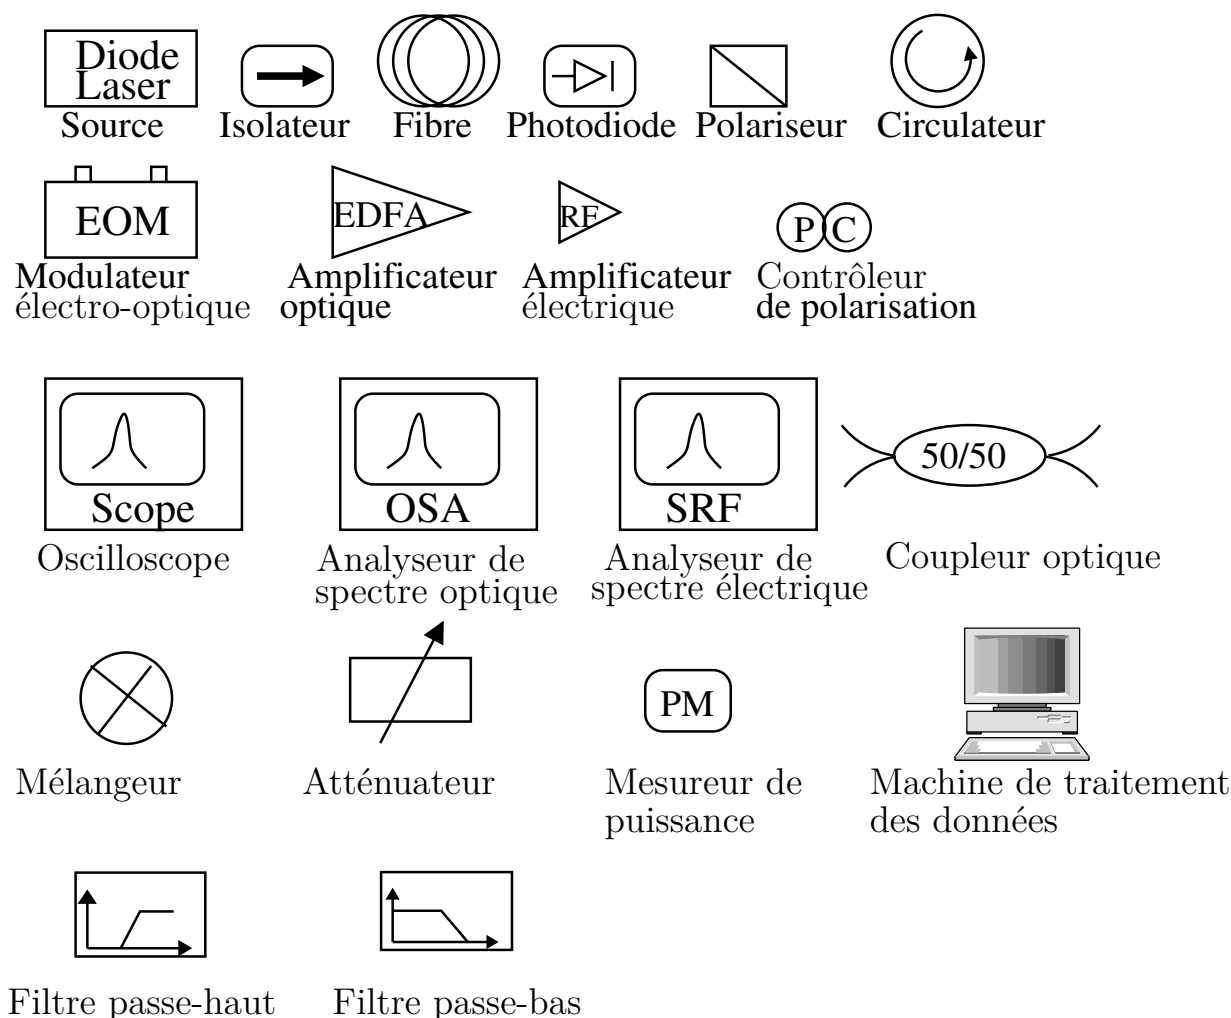 Diode
Laser
Source
Isolateur
Fibre
Photodiode
Polariseur
Circulateur
EOM
Modulateur
électro-optique
EDFA
Amplificateur
optique
RF
Amplificateur
électrique
P C
Contrôleur
de polarisation
Scope
Oscilloscope
OSA
Analyseur de
spectre optique
SRF
Analyseur de
spectre électrique
50/50
Coupleur optique
Mélangeur
Atténuateur
PM
Mesureur de
puissance
Machine de traitement
des données
Filtre passe-haut
Filtre passe-bas